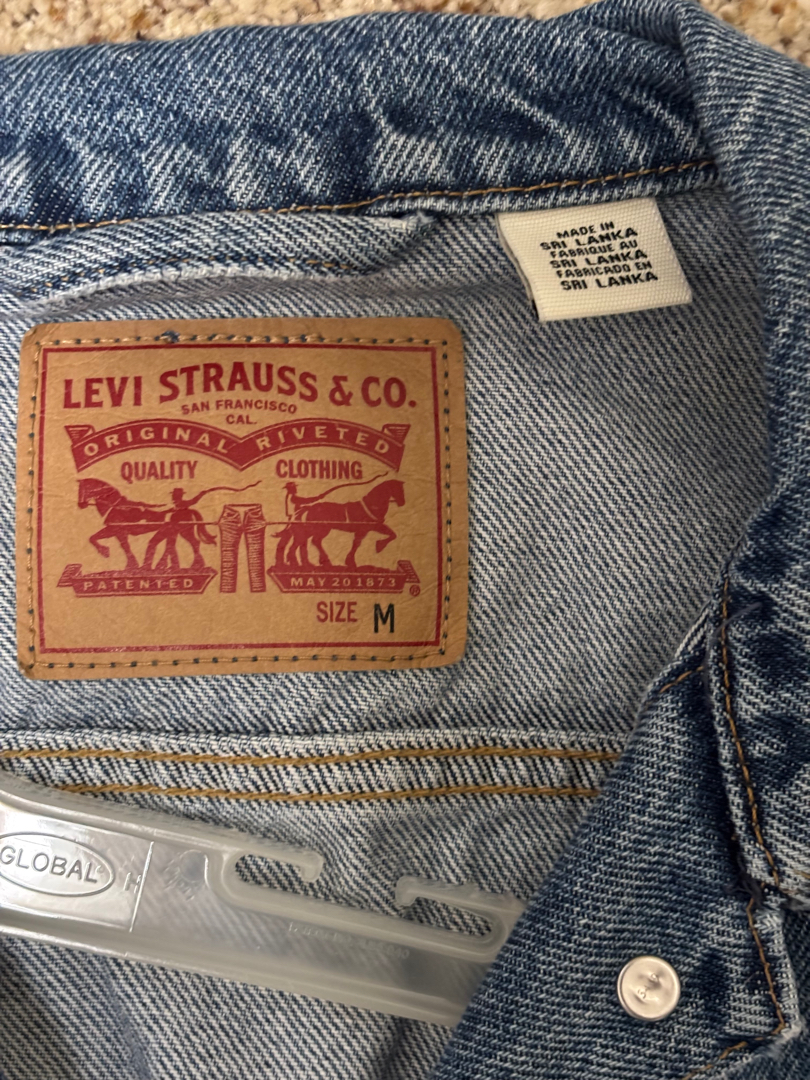 MADE IN
SRI LANKA
FABRIQUE AU
SRI LANKA
FABRICADO EN
SRI LANKA
LEVI STRAUSS & CO.
SAN FRANCISCO
CAL.
ORIGINAL RIVETED
QUALITY CLOTHING
PATENTED MAY 20 1873 ®
SIZE M
GLOBAL
H